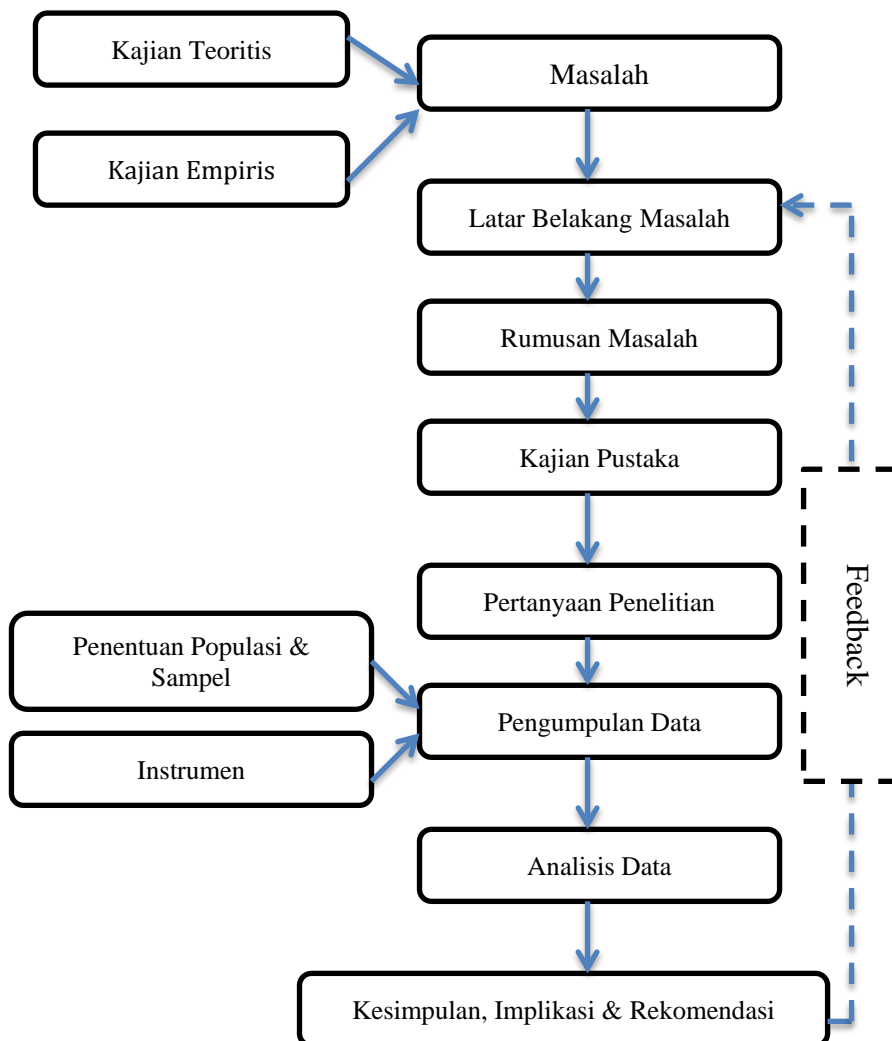 Kajian Teoritis
Masalah
Kajian Empiris
Latar Belakang Masalah
Rumusan Masalah
Kajian Pustaka
Pertanyaan Penelitian
Penentuan Populasi &
Sampel
Pengumpulan Data
Instrumen
Analisis Data
Kesimpulan, Implikasi & Rekomendasi
Feedback